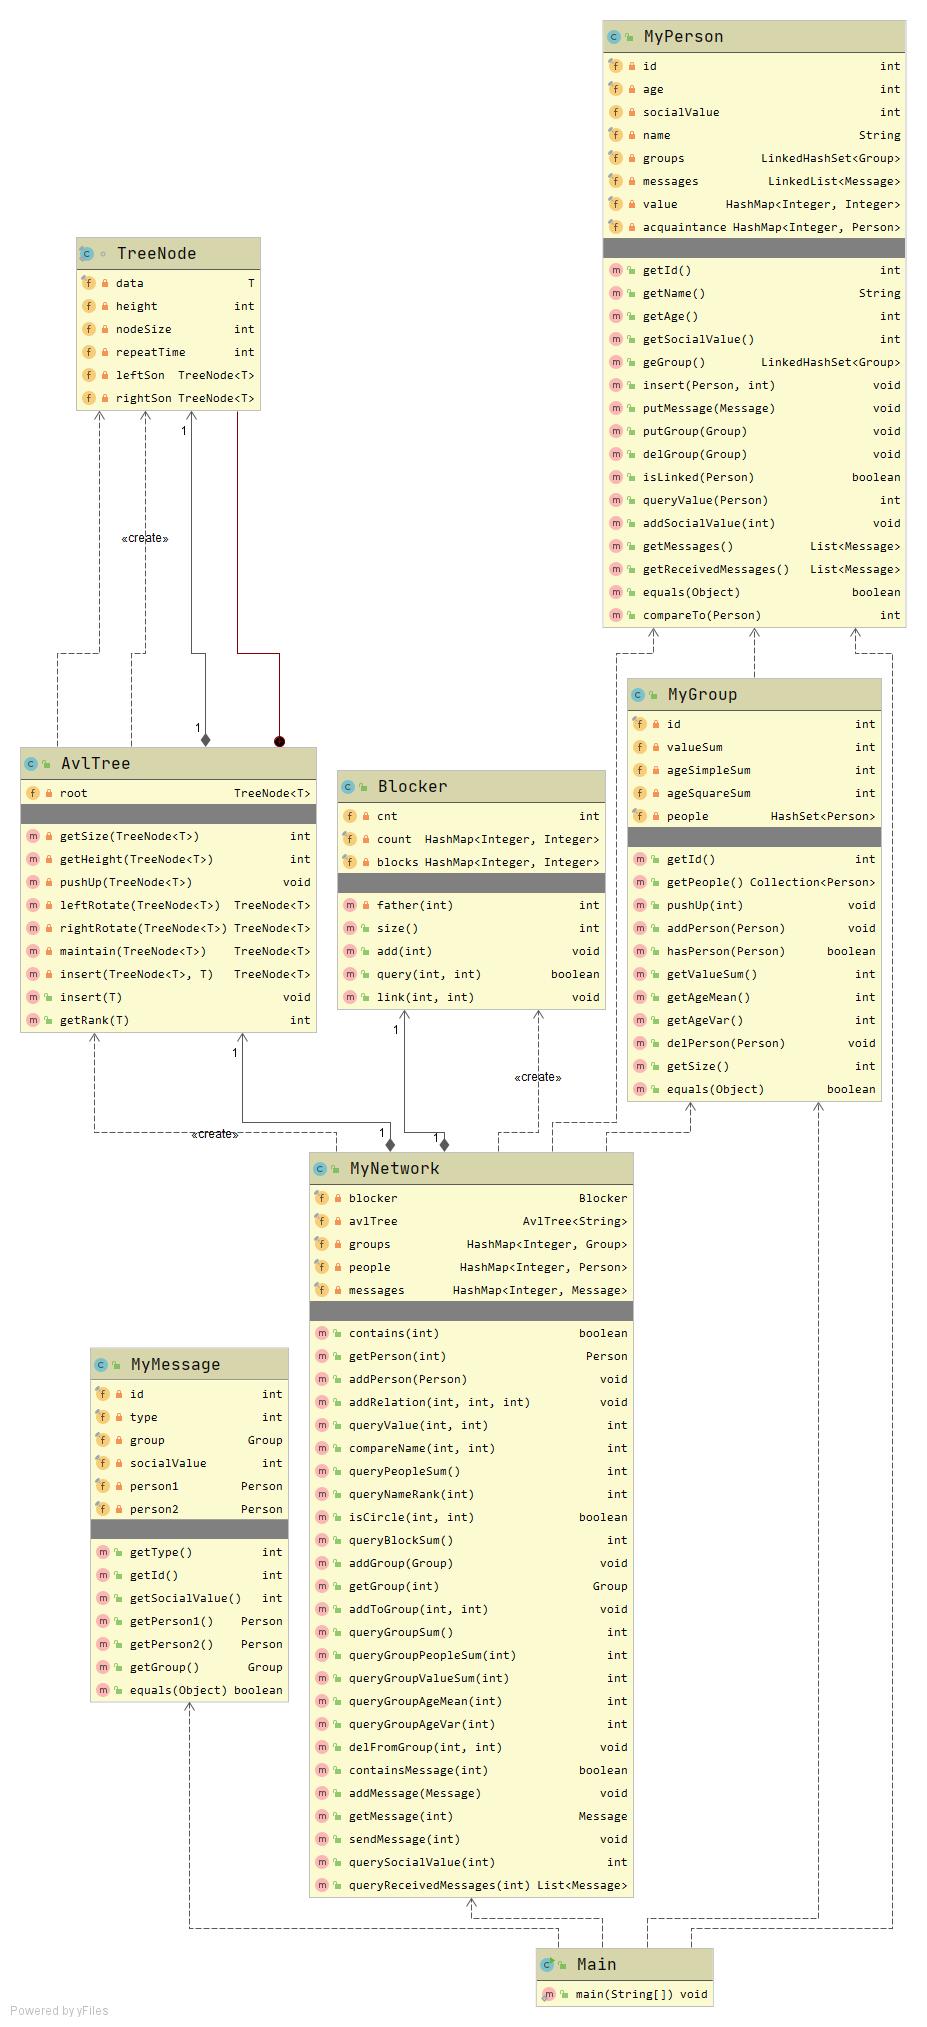 MyPerson
id int
age int
socialValue int
name String
groups LinkedHashSet<Group>
messages LinkedList<Message>
value HashMap<Integer, Integer>
acquaintance HashMap<Integer, Person>
getId() int
getName() String
getAge() int
getSocialValue() int
geGroup() LinkedHashSet<Group>
insert(Person, int) void
putMessage(Message) void
putGroup(Group) void
delGroup(Group) void
isLinked(Person) boolean
queryValue(Person) int
addSocialValue(int) void
getMessages() List<Message>
getReceivedMessages() List<Message>
equals(Object) boolean
compareTo(Person) int
TreeNode
data T
height int
nodeSize int
repeatTime int
leftSon TreeNode<T>
rightSon TreeNode<T>
1
«create»
1
AvlTree
root TreeNode<T>
getSize(TreeNode<T>) int
getHeight(TreeNode<T>) int
pushUp(TreeNode<T>) void
leftRotate(TreeNode<T>) TreeNode<T>
rightRotate(TreeNode<T>) TreeNode<T>
maintain(TreeNode<T>) TreeNode<T>
insert(TreeNode<T>, T) TreeNode<T>
insert(T) void
getRank(T) int
Blocker
cnt int
count HashMap<Integer, Integer>
blocks HashMap<Integer, Integer>
father(int) int
size() int
add(int) void
query(int, int) boolean
link(int, int) void
MyGroup
id int
valueSum int
ageSimpleSum int
ageSquareSum int
people HashSet<Person>
getId() int
getPeople() Collection<Person>
pushUp(int) void
addPerson(Person) void
hasPerson(Person) boolean
getValueSum() int
getAgeMean() int
getAgeVar() int
delPerson(Person) void
getSize() int
equals(Object) boolean
1
1
«create»
«create»
1
1
MyNetwork
blocker Blocker
avlTree AvlTree<String>
groups HashMap<Integer, Group>
people HashMap<Integer, Person>
messages HashMap<Integer, Message>
contains(int) boolean
getPerson(int) Person
addPerson(Person) void
addRelation(int, int, int) void
queryValue(int, int) int
compareName(int, int) int
queryPeopleSum() int
queryNameRank(int) int
isCircle(int, int) boolean
queryBlockSum() int
addGroup(Group) void
getGroup(int) Group
addToGroup(int, int) void
queryGroupSum() int
queryGroupPeopleSum(int) int
queryGroupValueSum(int) int
queryGroupAgeMean(int) int
queryGroupAgeVar(int) int
delFromGroup(int, int) void
containsMessage(int) boolean
addMessage(Message) void
getMessage(int) Message
sendMessage(int) void
querySocialValue(int) int
queryReceivedMessages(int) List<Message>
MyMessage
id int
type int
group Group
socialValue int
person1 Person
person2 Person
getType() int
getId() int
getSocialValue() int
getPerson1() Person
getPerson2() Person
getGroup() Group
equals(Object) boolean
Main
main(String[]) void
Powered by yFiles